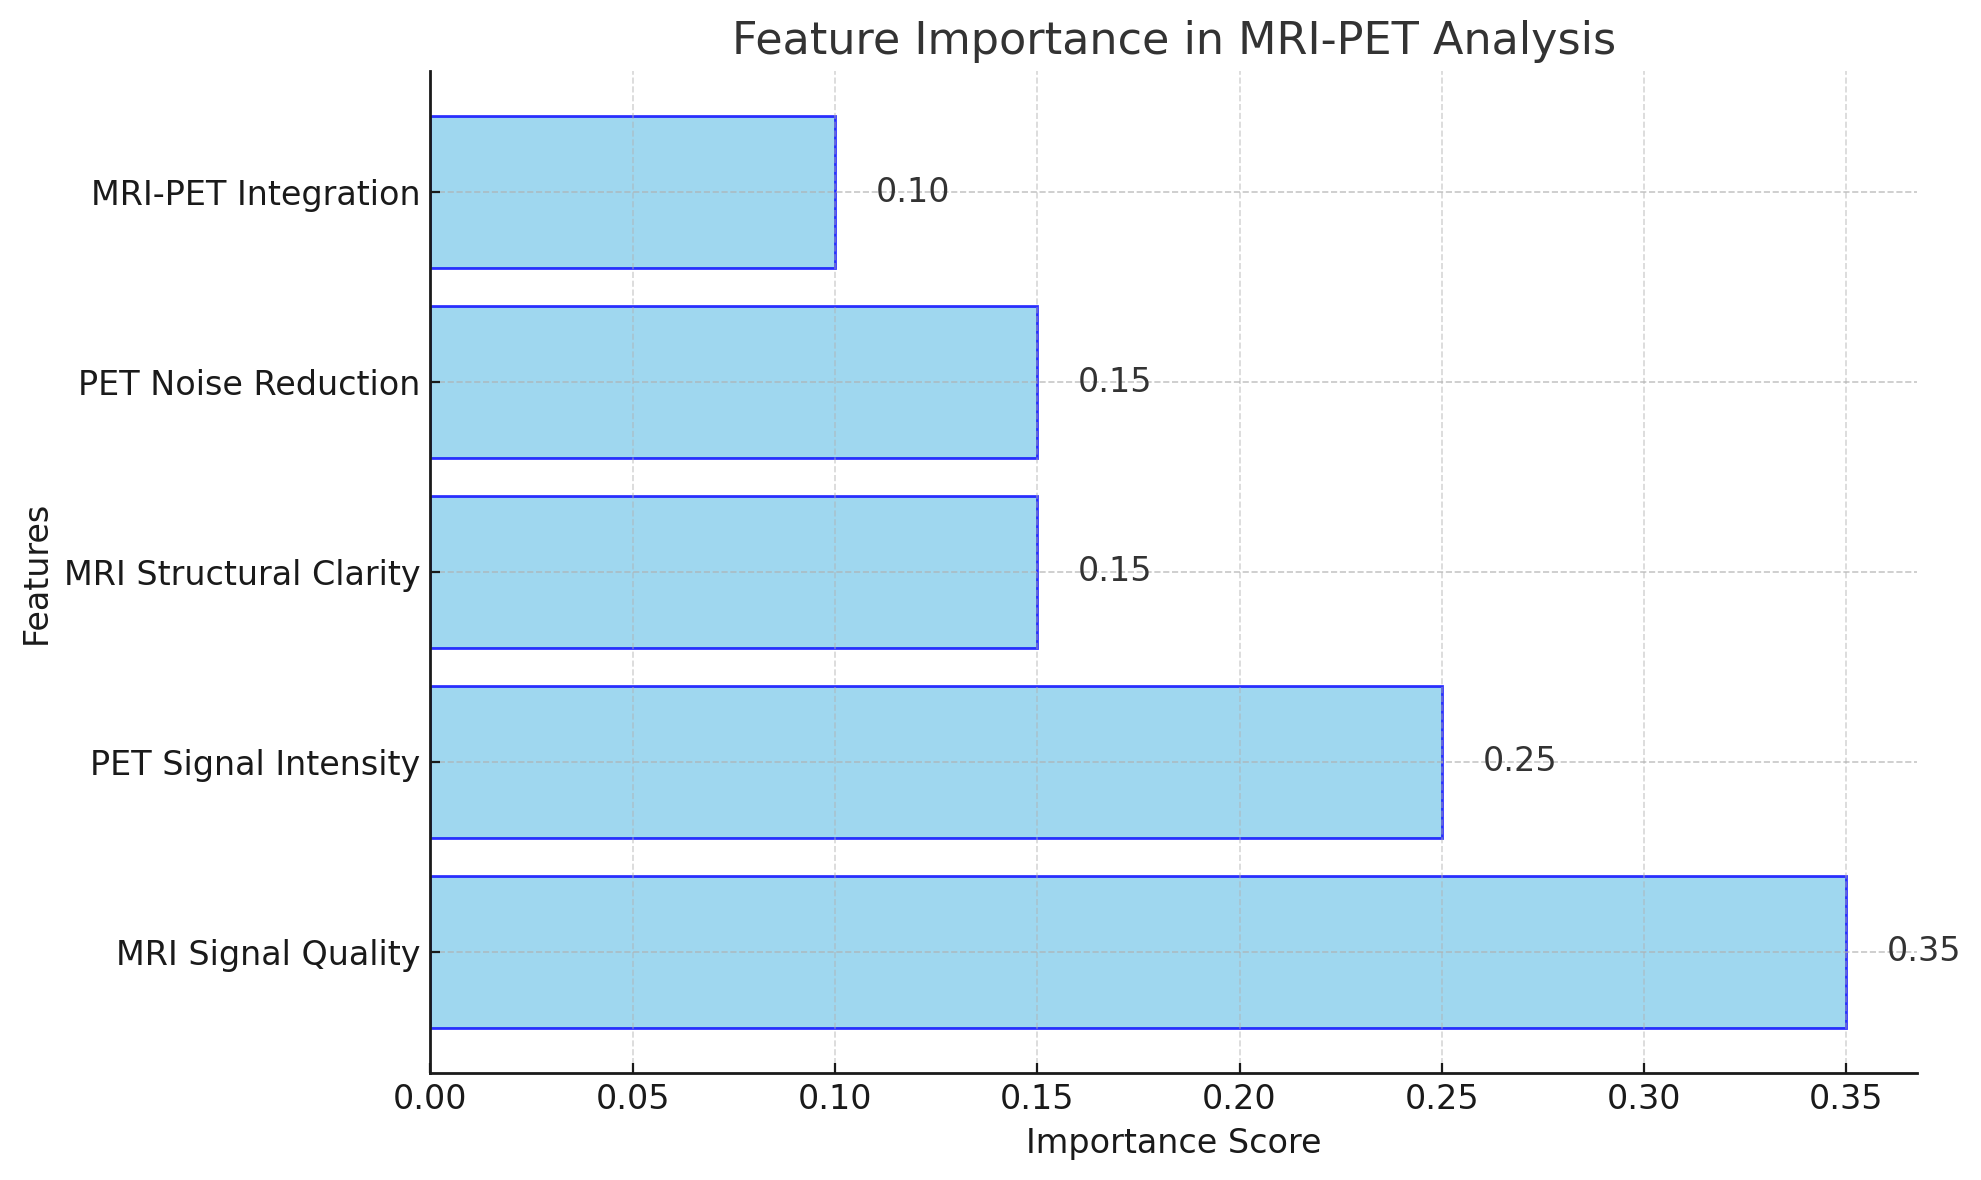 Feature Importance in MRI-PET Analysis
MRI-PET Integration
0.10
PET Noise Reduction
0.15
MRI Structural Clarity
0.15
PET Signal Intensity
0.25
MRI Signal Quality
0.35
Features
0.00 0.05 0.10 0.15 0.20 0.25 0.30 0.35
Importance Score